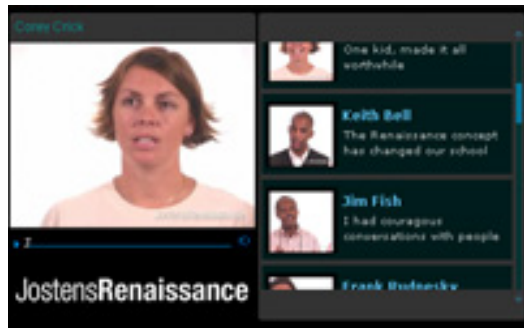 Corey Crick
JostensRenaissance
One kid, made it all
worthwhile
Keith Bell
The Renaissance concept
has changed our school
Jim Fish
I had couragous
conversations with people
Frank Rudnesky